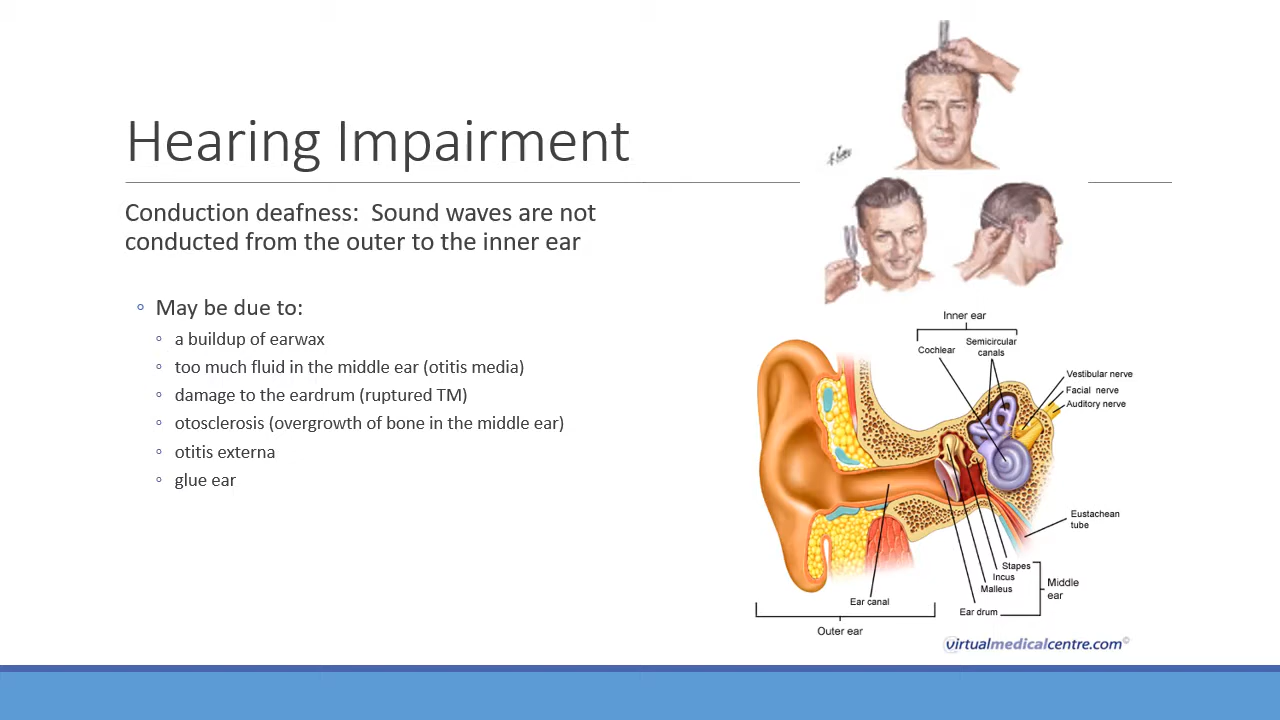 Hearing Impairment
Conduction deafness:  Sound waves are not
conducted from the outer to the inner ear
May be due to:
a buildup of earwax
too much fluid in the middle ear (otitis media)
damage to the eardrum (ruptured TM)
otosclerosis (overgrowth of bone in the middle ear)
otitis externa
glue ear
Inner ear
Cochlear
Semicircular
canals
Vestibular nerve
Facial nerve
Auditory nerve
Eustachean
tube
Stapes
Incus
Malleus
Ear drum
Middle
ear
Ear canal
Outer ear
virtualmedicalcentre.com©